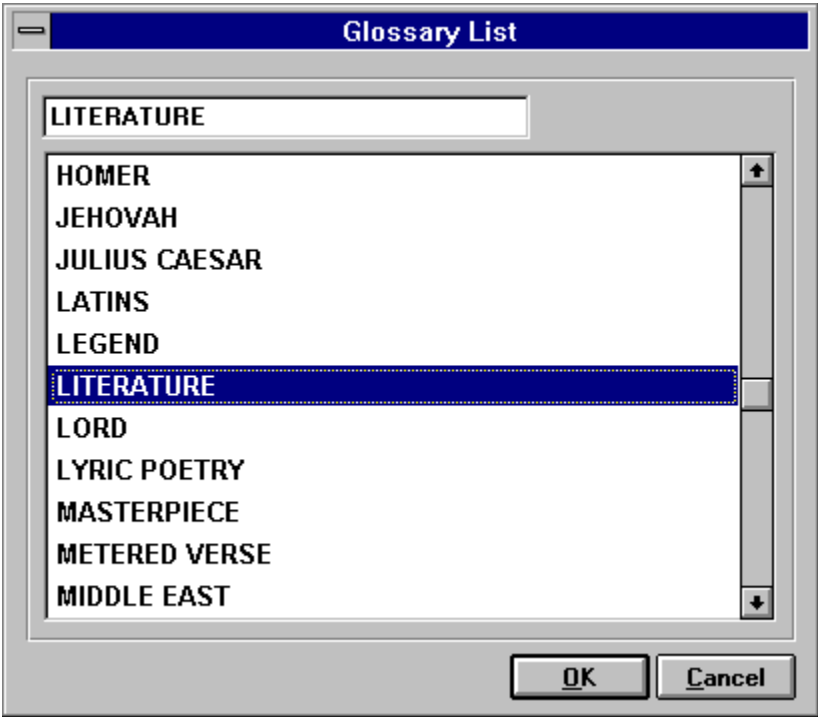 Glossary List
LITERATURE
HOMER
JEHOVAH
JULIUS CAESAR
LATINS
LEGEND
LITERATURE
LORD
LYRIC POETRY
MASTERPIECE
METERED VERSE
MIDDLE EAST
OK Cancel